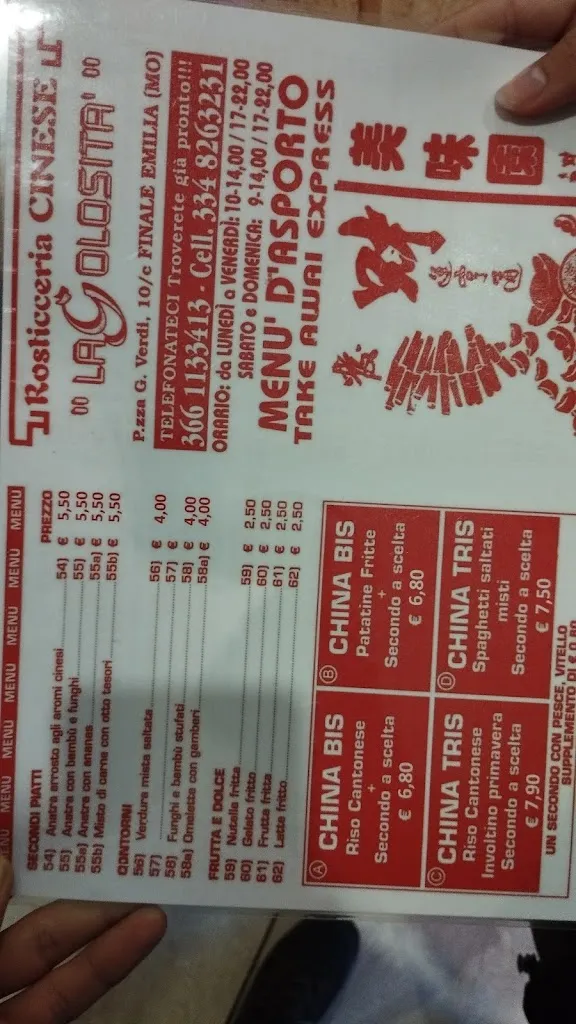 Rosticceria CINESE
"LA GOLOSITA'"
P.zza G. Verdi, 10/c FINALE EMILIA (MO)
TELEFONATECI Troverete già pronto!!!
366 1133413 - Cell. 334 8263231
ORARIO: da LUNEDÌ a VENERDÌ: 10-14,00 / 17-22,00
SABATO e DOMENICA: 9-14,00 / 17-22,00
MENU' D"ASPORTO
TAKE AWAI EXPRESS
美味
MENU MENU MENU MENU MENU
SECONDI PIATTI PREZZO
54) Anatra arrosto agli aromi cinesi 54) € 5,50
55) Anatra con bambù e funghi 55) € 5,50
55a) Anatra con ananas 55a) € 5,50
55b) Misto di carne con otto tesori 55b) € 5,50
CONTORNI
56) Verdura mista saltata 56) € 4,00
57) 57) €
58) Funghi e bambù stufati 58) € 4,00
58a) Omelette con gamberi 58a) € 4,00
FRUTTA E DOLCE
59) Nutella fritta 59) € 2,50
60) Gelato fritto 60) € 2,50
61) Frutta fritta 61) € 2,50
62) Latte fritto 62) € 2,50
A CHINA BIS
Riso Cantonese
+
Secondo a scelta
€ 6,80
B CHINA BIS
Patatine Fritte
+
Secondo a scelta
€ 6,80
C CHINA TRIS
Riso Cantonese
Involtino primavera
Secondo a scelta
€ 7,90
D CHINA TRIS
Spaghetti saltati
misti
Secondo a scelta
€ 7,50
UN SECONDO CON PESCE, VITELLO
SUPPLEMENTO DI € 0,80